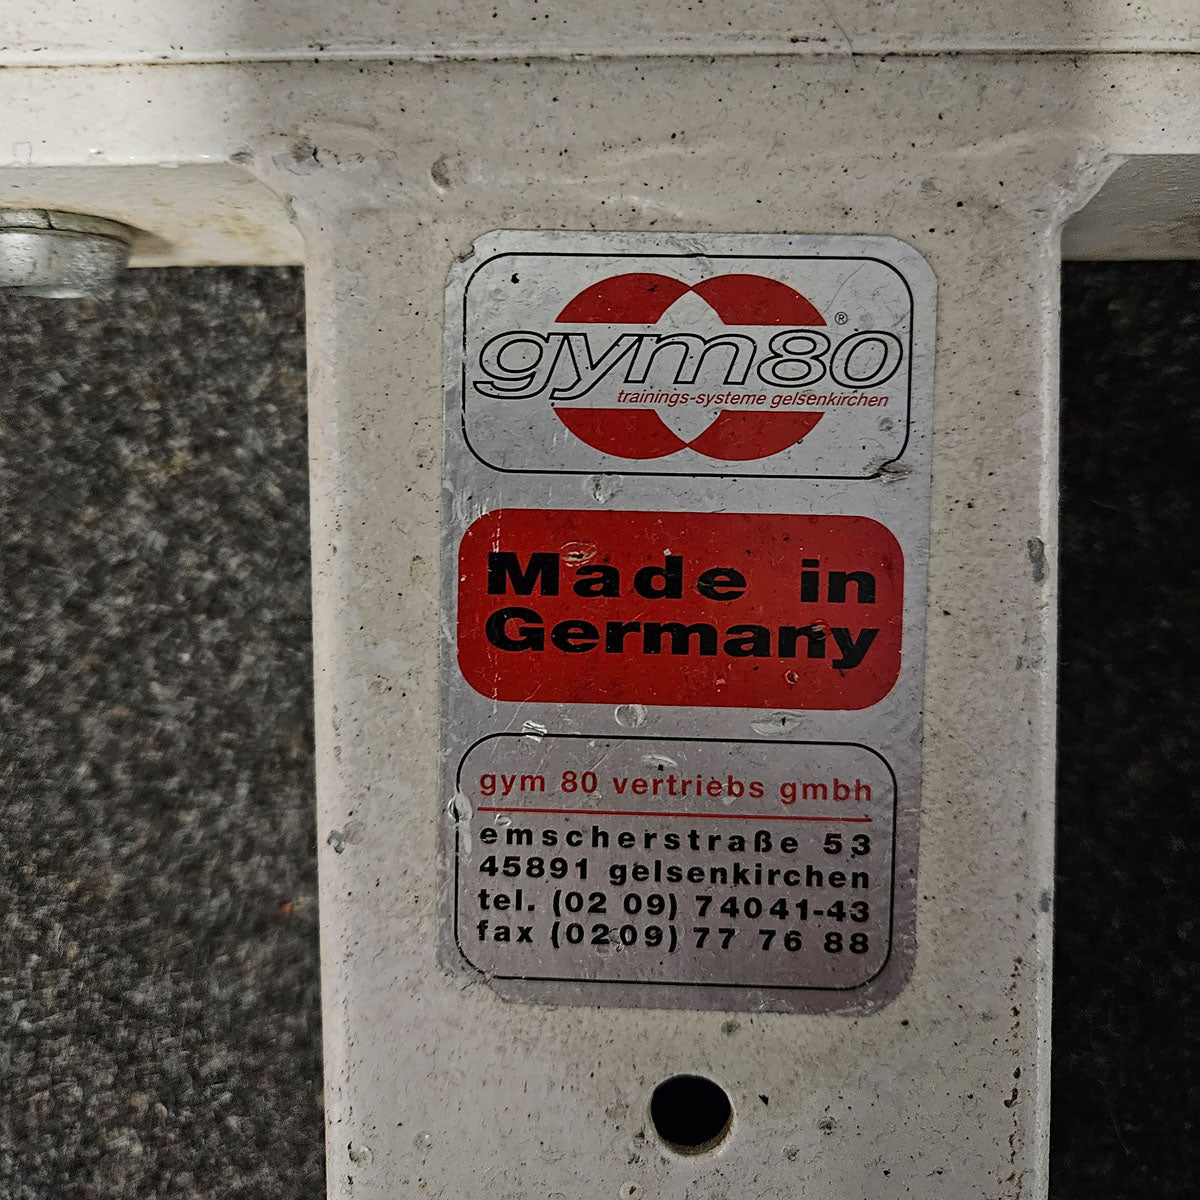 gym80®
trainings-systeme gelsenkirchen
Made in
Germany
gym 80 vertriebs gmbh
emscherstraße 53
45891 gelsenkirchen
tel. (02 09) 74041-43
fax (0209) 77 76 88